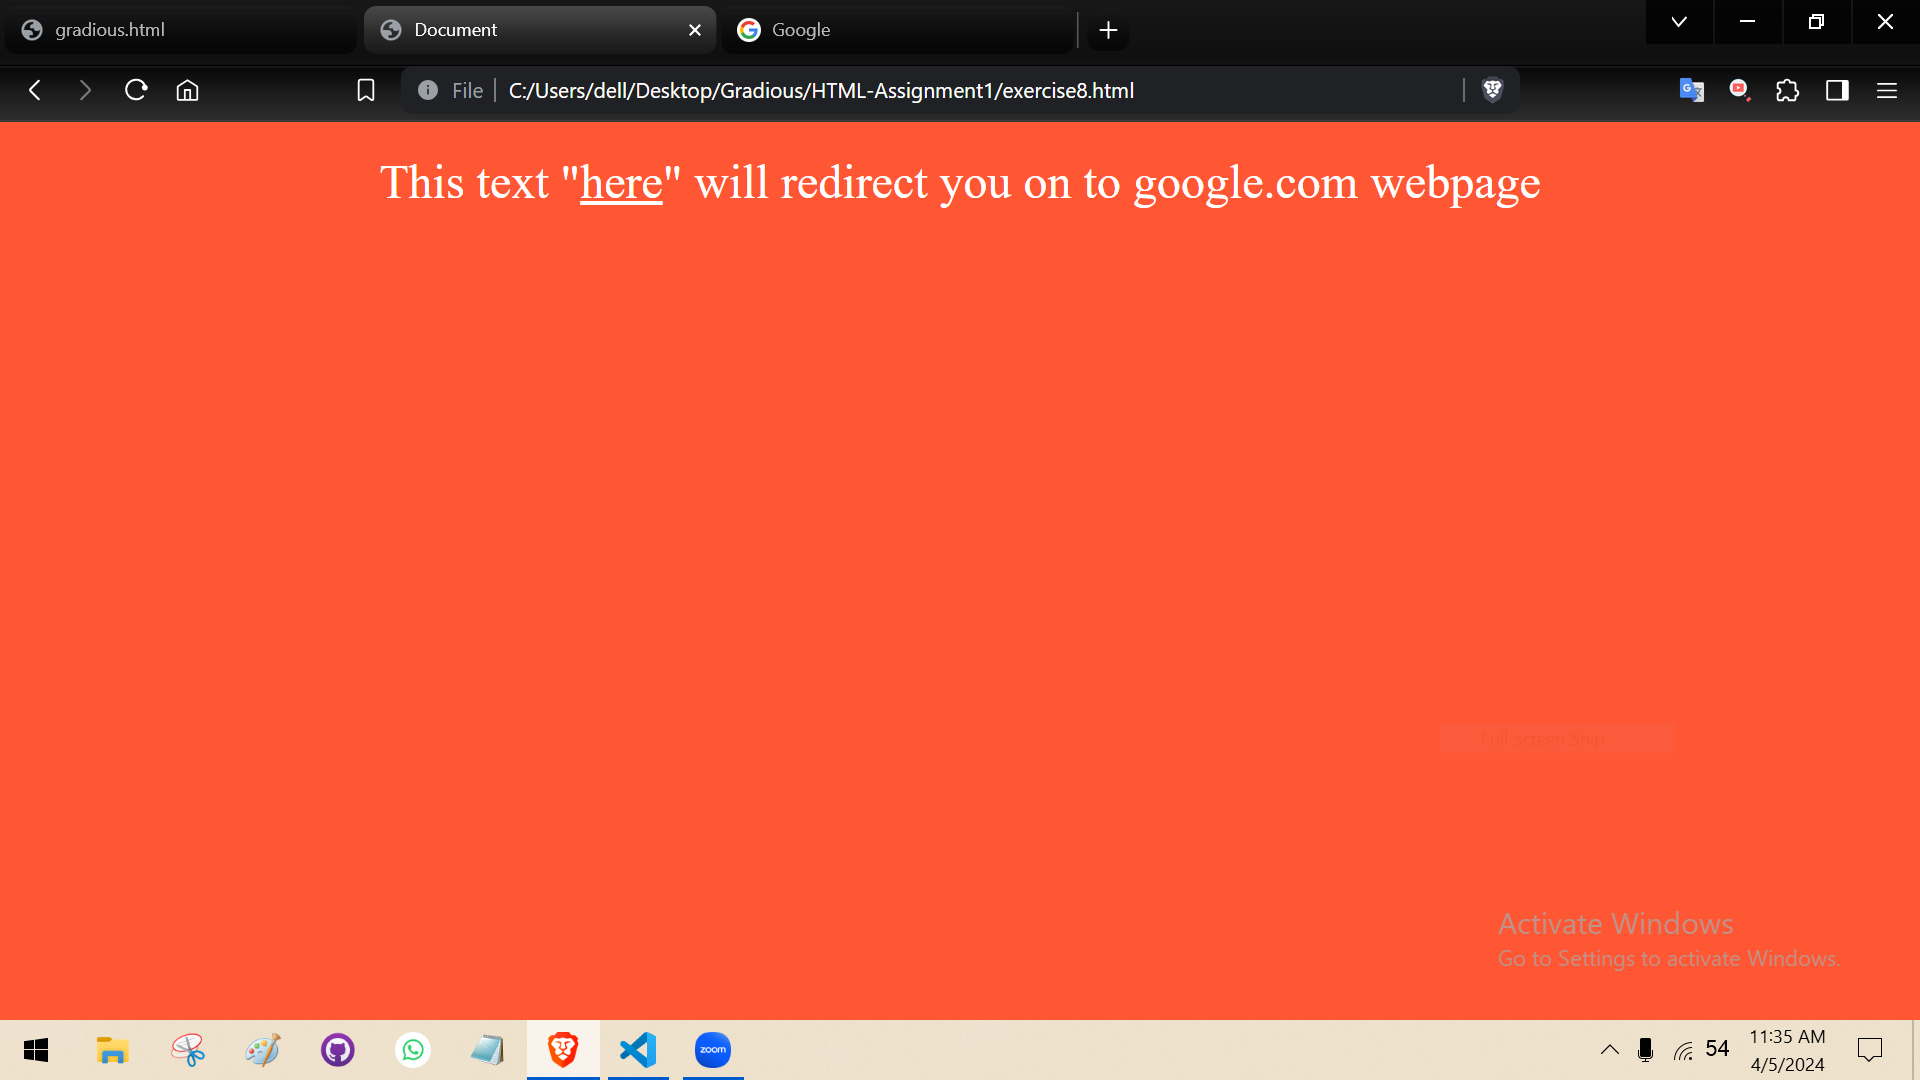 gradious.html
Document
Google
File
C:/Users/dell/Desktop/Gradious/HTML-Assignment1/exercise8.html
This text "here" will redirect you on to google.com webpage
Full-screen Snip
Activate Windows
Go to Settings to activate Windows.
zoom
54
11:35 AM
4/5/2024